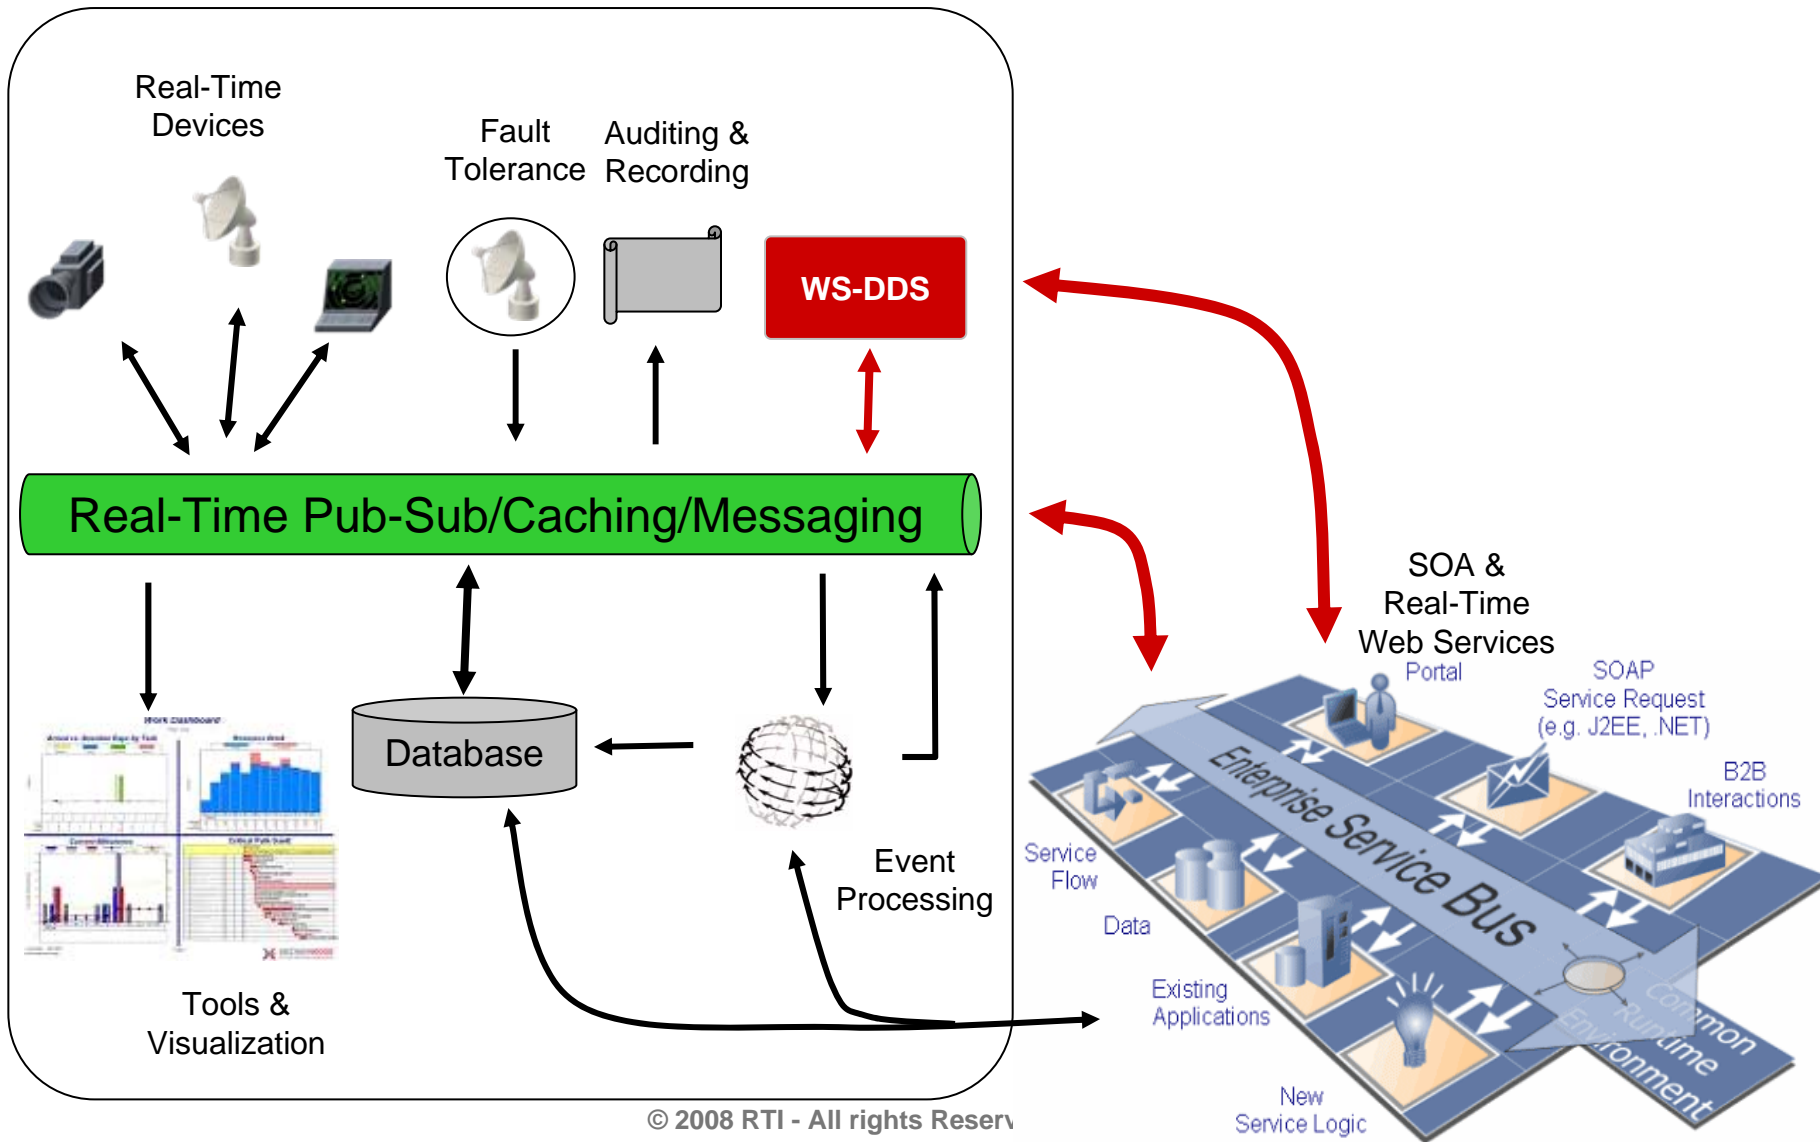 Real-Time
Devices
Fault
Tolerance
Auditing &
Recording
WS-DDS
Real-Time Pub-Sub/Caching/Messaging
SOA &
Real-Time
Web Services
Portal
SOAP
Service Request
(e.g. J2EE, .NET)
B2B
Interactions
Enterprise Service Bus
Service
Flow
Data
Existing
Applications
New
Service Logic
Common
Runtime
Environment
Database
Event
Processing
Work Dashboard
Tools &
Visualization
© 2008 RTI - All rights Reserv